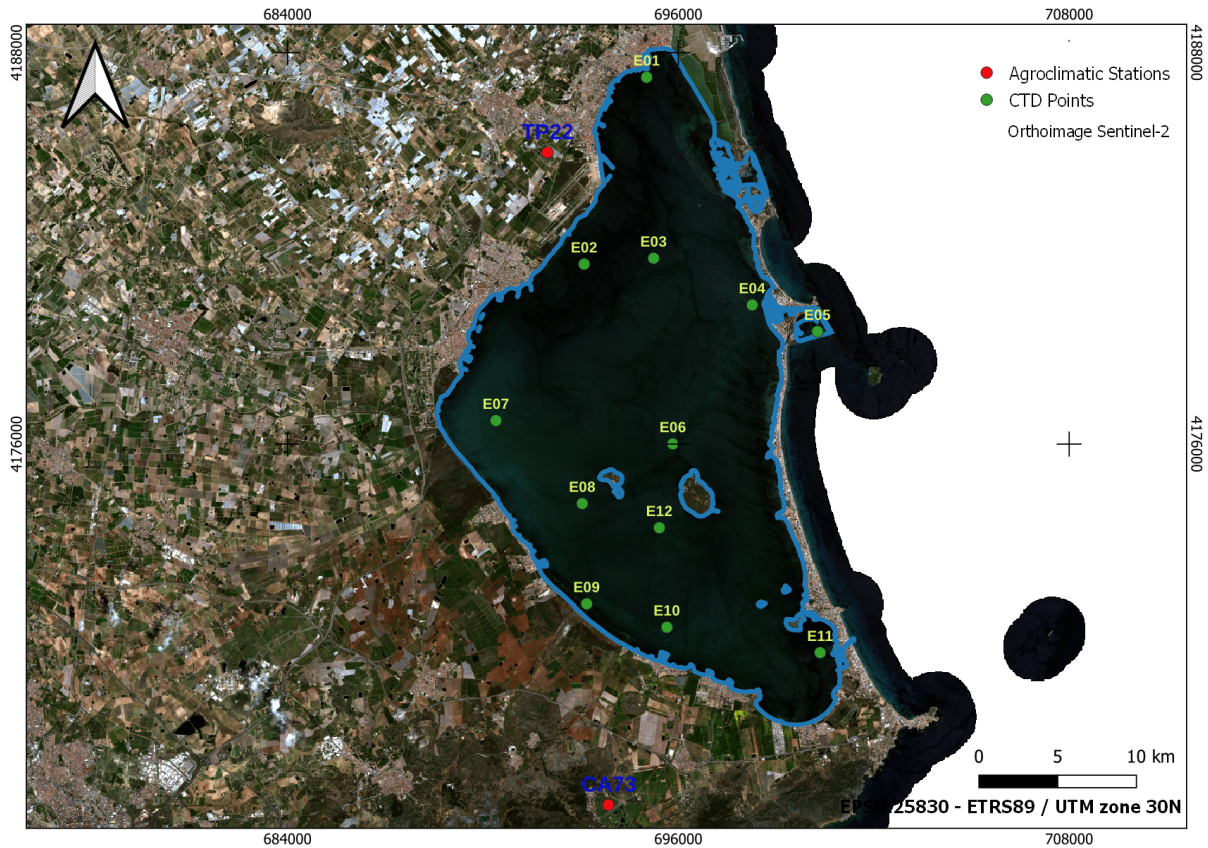 684000
696000
708000
4188000
4188000
Agroclimatic Stations
CTD Points
Orthoimage Sentinel-2
E01
TP22
E02
E03
E04
E05
E07
E06
4176000
4176000
E08
E12
E09
E10
E11
0 5 10 km
CA73
25830 - ETRS89 / UTM zone 30N
684000
696000
708000